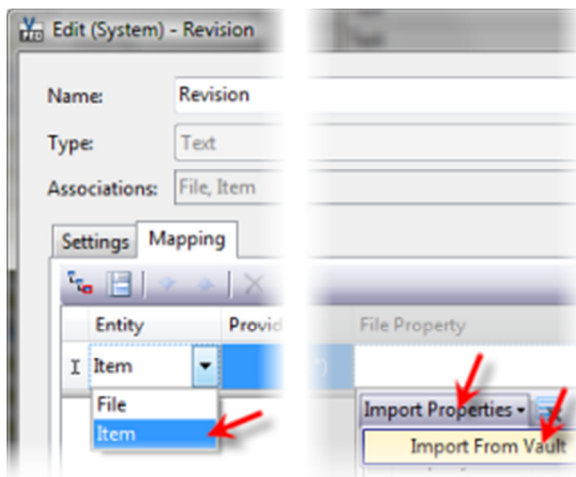 Edit (System) - Revision
Name: Revision
Type: Text
Associations: File, Item
Settings Mapping
Entity File Property
Item
File
Item
Import Properties
Import From Vault